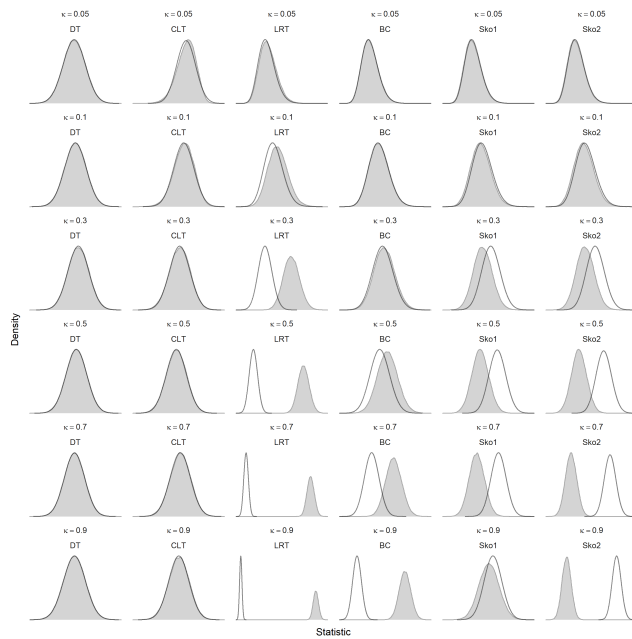 κ = 0.05 κ = 0.05 κ = 0.05 κ = 0.05 κ = 0.05 κ = 0.05
DT CLT LRT BC Sko1 Sko2
κ = 0.1 κ = 0.1 κ = 0.1 κ = 0.1 κ = 0.1 κ = 0.1
DT CLT LRT BC Sko1 Sko2
κ = 0.3 κ = 0.3 κ = 0.3 κ = 0.3 κ = 0.3 κ = 0.3
DT CLT LRT BC Sko1 Sko2
Density
κ = 0.5 κ = 0.5 κ = 0.5 κ = 0.5 κ = 0.5 κ = 0.5
DT CLT LRT BC Sko1 Sko2
κ = 0.7 κ = 0.7 κ = 0.7 κ = 0.7 κ = 0.7 κ = 0.7
DT CLT LRT BC Sko1 Sko2
κ = 0.9 κ = 0.9 κ = 0.9 κ = 0.9 κ = 0.9 κ = 0.9
DT CLT LRT BC Sko1 Sko2
Statistic